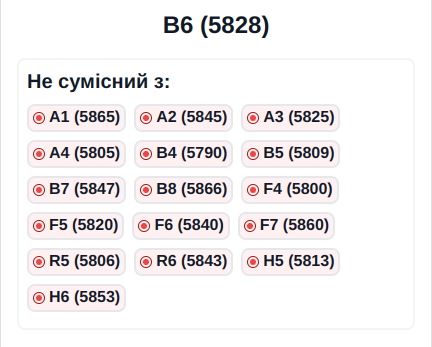 B6 (5828)
Не сумісний з:
A1 (5865) A2 (5845) A3 (5825)
A4 (5805) B4 (5790) B5 (5809)
B7 (5847) B8 (5866) F4 (5800)
F5 (5820) F6 (5840) F7 (5860)
R5 (5806) R6 (5843) H5 (5813)
H6 (5853)